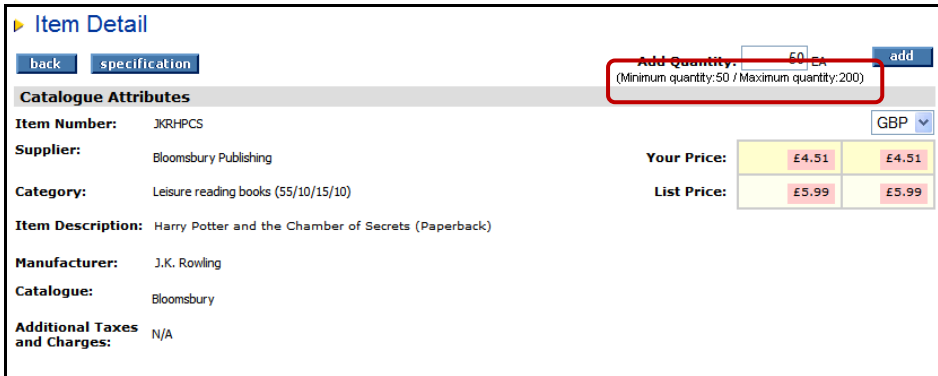 Item Detail
back specification Add Quantity: 50 EA add
(Minimum quantity:50 / Maximum quantity:200)
Catalogue Attributes
Item Number: JKRHPCS GBP
Supplier: Bloomsbury Publishing Your Price: £4.51 £4.51
Category: Leisure reading books (55/10/15/10) List Price: £5.99 £5.99
Item Description: Harry Potter and the Chamber of Secrets (Paperback)
Manufacturer: J.K. Rowling
Catalogue: Bloomsbury
Additional Taxes
and Charges: N/A